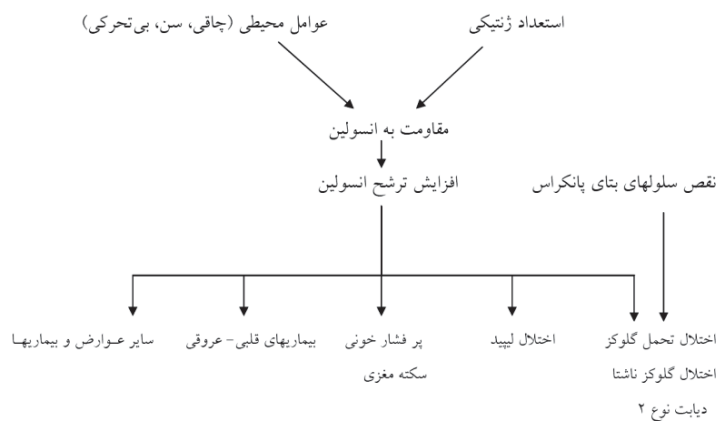 استعداد ژنتیکی
عوامل محیطی (چاقی، سن، بی‌تحرکی)
مقاومت به انسولین
نقص سلولهای بتای پانکراس
افزایش ترشح انسولین
اختلال تحمل گلوکز
اختلال گلوکز ناشتا
دیابت نوع ۲
اختلال لیپید
پر فشار خونی
سکته مغزی
بیماریهای قلبی- عروقی
سایر عـوارض و بیماریهـا